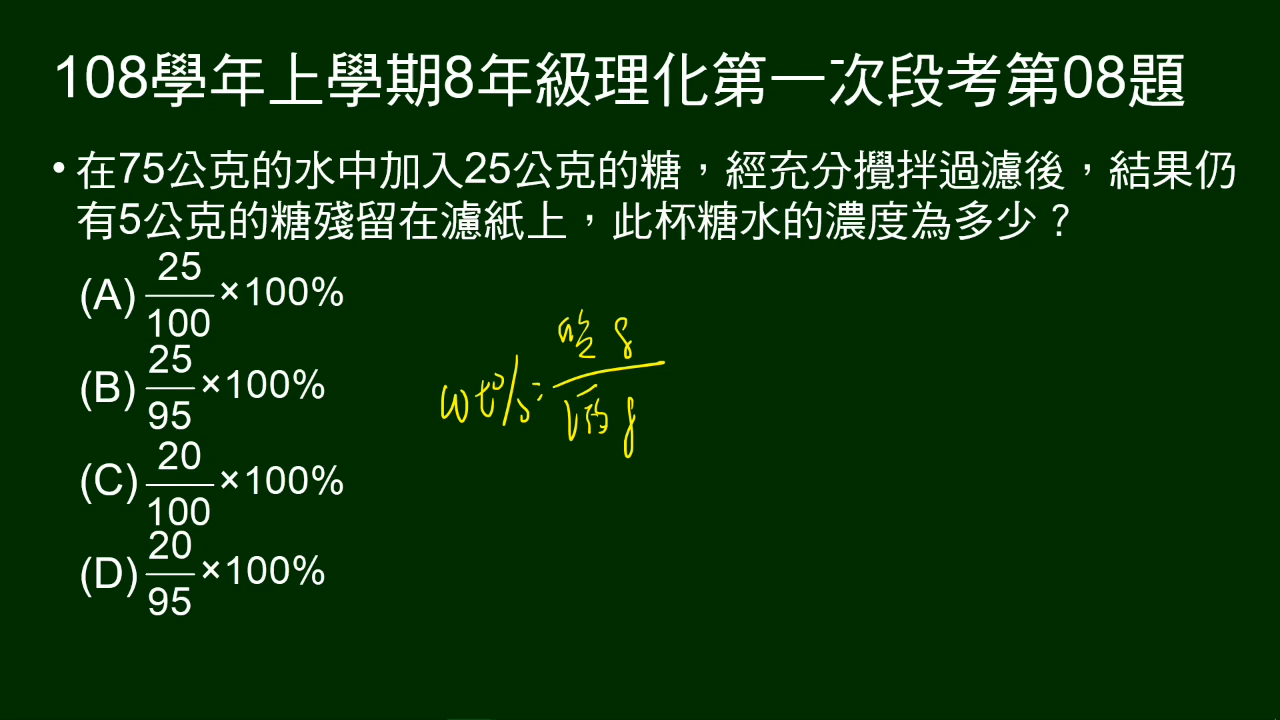 108學年上學期8年級理化第一次段考第08題
• 在75公克的水中加入25公克的糖，經充分攪拌過濾後，結果仍
有5公克的糖殘留在濾紙上，此杯糖水的濃度為多少？
(A) 25/100 ×100%
(B) 25/95 ×100%
(C) 20/100 ×100%
(D) 20/95 ×100%
wt% =
g
g